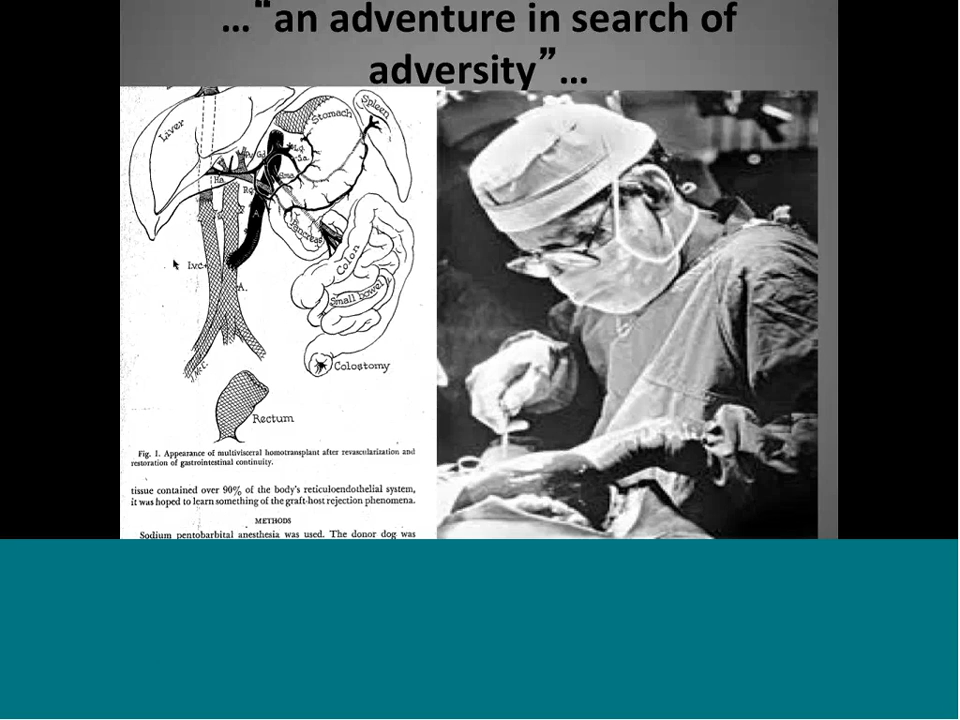 …"an adventure in search of
adversity"…
Liver
Stomach
Spleen
Gd.
L.g.
S.a.
Sma.
Ha.
Pancreas
Colon
I.v.c.
Small bowel
A.
Colostomy
Rectum
Fig. 1. Appearance of multivisceral homotransplant after revascularization and
restoration of gastrointestinal continuity.
tissue contained over 90% of the body's reticuloendothelial system,
it was hoped to learn something of the graft-host rejection phenomena.
METHODS
Sodium pentobarbital anesthesia was used. The donor dog was